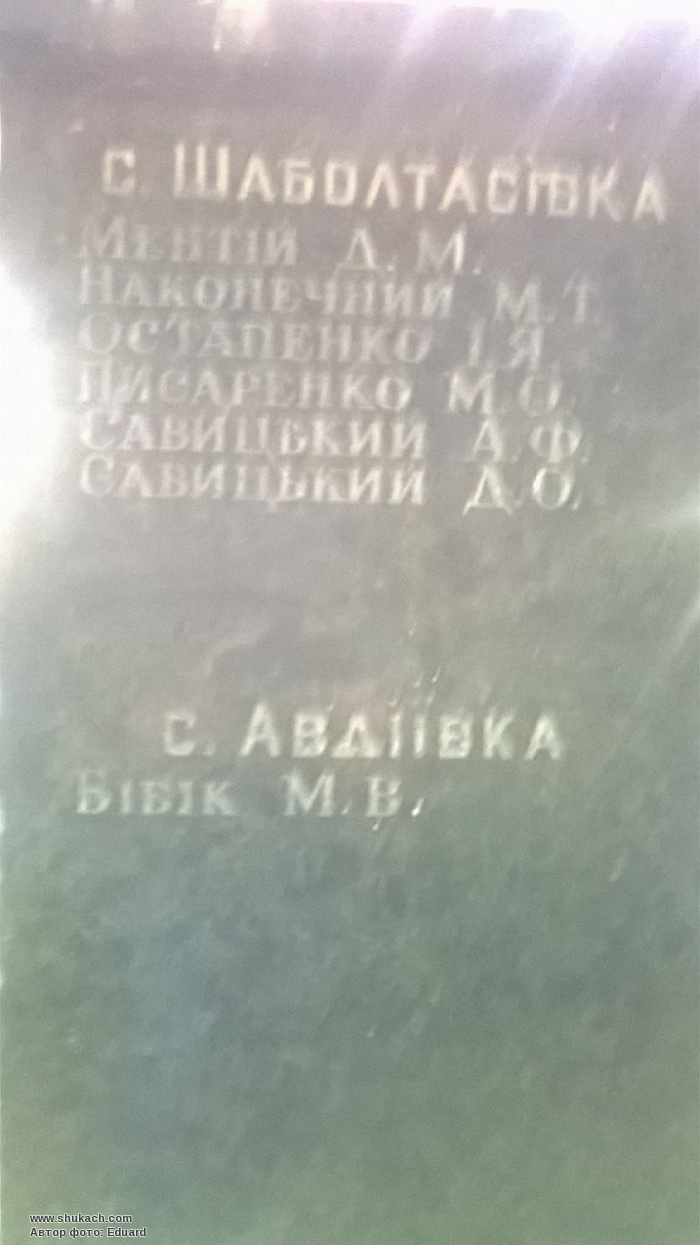 с. Шаболтасівка
Ментій Д. М.
Наконечний М. Т.
Остапенко І. Я.
Писаренко М. О.
Савицький А. Ф.
Савицький Д. О.
с. Авдіївка
Бібік М. В.
www.shukach.com
Автор фото: Eduard